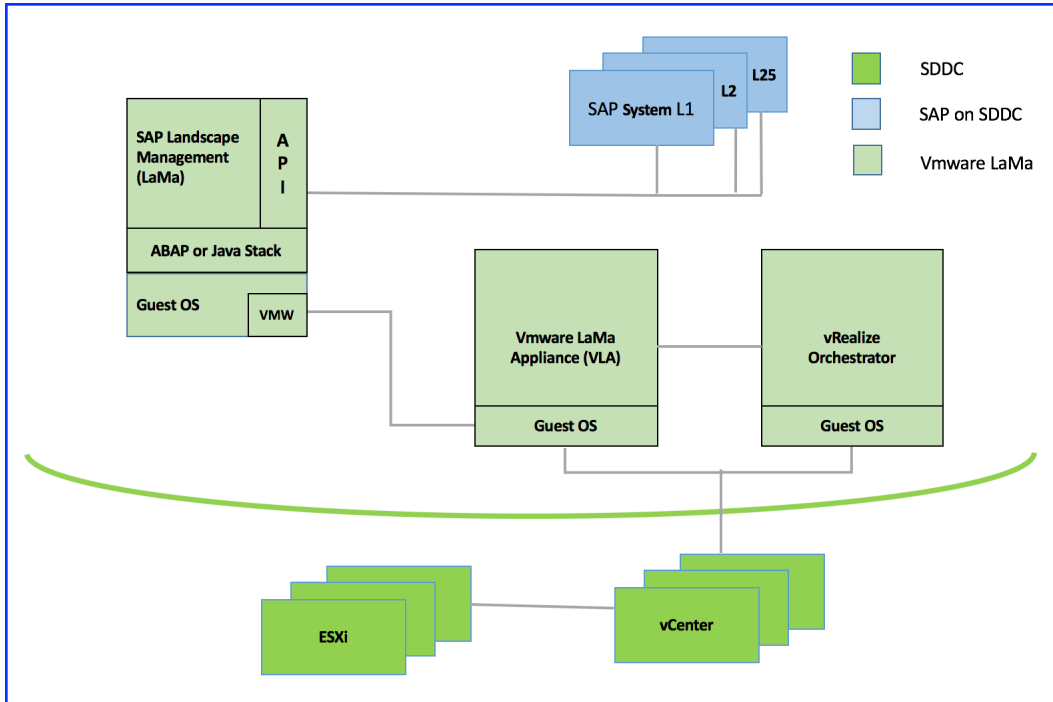 L25
L2
SAP System L1
SDDC
SAP on SDDC
Vmware LaMa
SAP Landscape
Management
(LaMa)
A
P
I
ABAP or Java Stack
Guest OS
VMW
Vmware LaMa
Appliance (VLA)
Guest OS
vRealize
Orchestrator
Guest OS
ESXi
vCenter